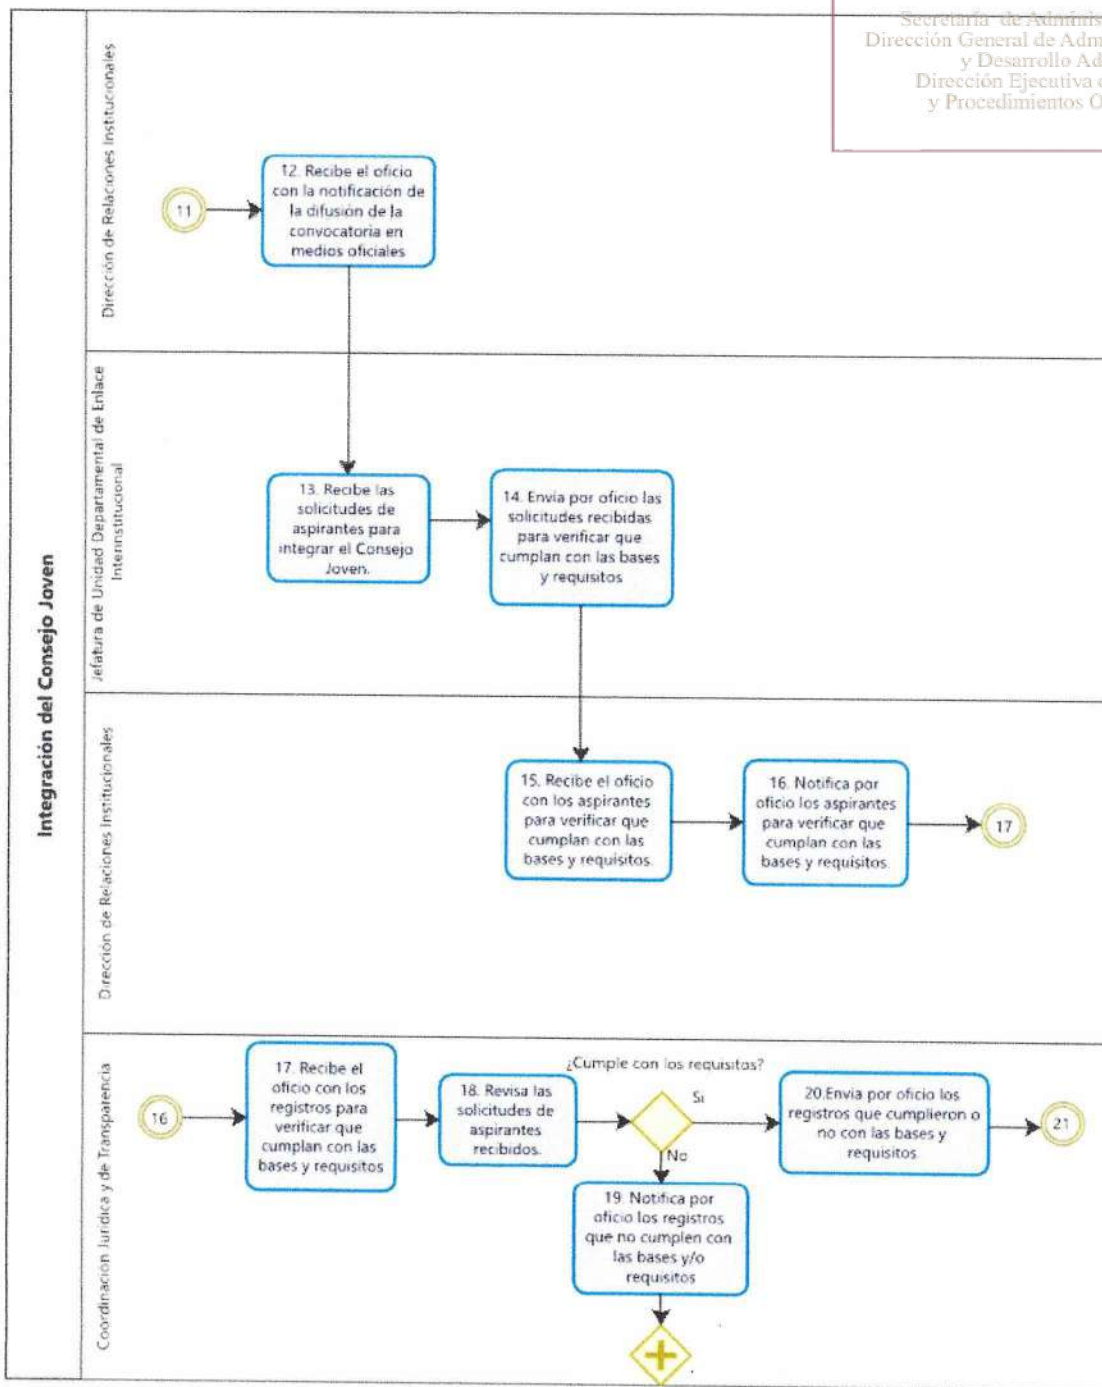 Secretaría de Adminis
Dirección General de Adm
y Desarrollo Ad
Dirección Ejecutiva
y Procedimientos O
Integración del Consejo Joven
Dirección de Relaciones Institucionales
11
12. Recibe el oficio
con la notificación de
la difusión de la
convocatoria en
medios oficiales
Jefatura de Unidad Departamental de Enlace
Interinstitucional
13. Recibe las
solicitudes de
aspirantes para
integrar el Consejo
Joven.
14. Envía por oficio las
solicitudes recibidas
para verificar que
cumplan con las bases
y requisitos
Dirección de Relaciones Institucionales
15. Recibe el oficio
con los aspirantes
para verificar que
cumplan con las
bases y requisitos.
16. Notifica por
oficio los aspirantes
para verificar que
cumplan con las
bases y requisitos.
17
Coordinación Jurídica y de Transparencia
16
17. Recibe el
oficio con los
registros para
verificar que
cumplan con las
bases y requisitos
18. Revisa las
solicitudes de
aspirantes
recibidos.
¿Cumple con los requisitos?
Si
No
19. Notifica por
oficio los registros
que no cumplen con
las bases y/o
requisitos
20.Envía por oficio los
registros que cumplieron o
no con las bases y
requisitos.
21